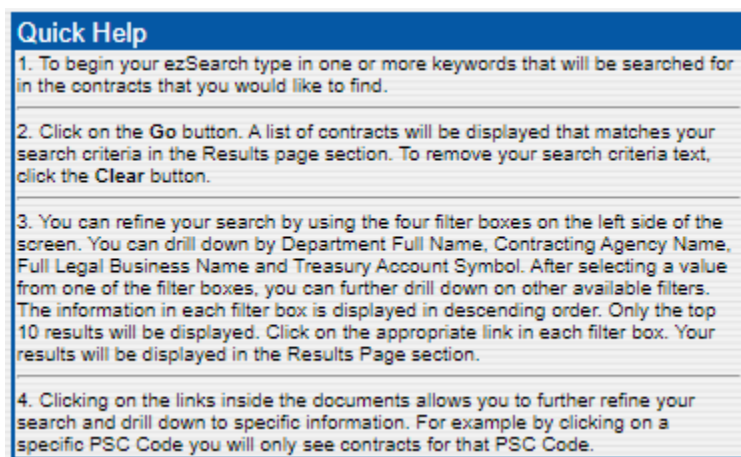 Quick Help
1. To begin your ezSearch type in one or more keywords that will be searched for
in the contracts that you would like to find.
2. Click on the Go button. A list of contracts will be displayed that matches your
search criteria in the Results page section. To remove your search criteria text,
click the Clear button.
3. You can refine your search by using the four filter boxes on the left side of the
screen. You can drill down by Department Full Name, Contracting Agency Name,
Full Legal Business Name and Treasury Account Symbol. After selecting a value
from one of the filter boxes, you can further drill down on other available filters.
The information in each filter box is displayed in descending order. Only the top
10 results will be displayed. Click on the appropriate link in each filter box. Your
results will be displayed in the Results Page section.
4. Clicking on the links inside the documents allows you to further refine your
search and drill down to specific information. For example by clicking on a
specific PSC Code you will only see contracts for that PSC Code.